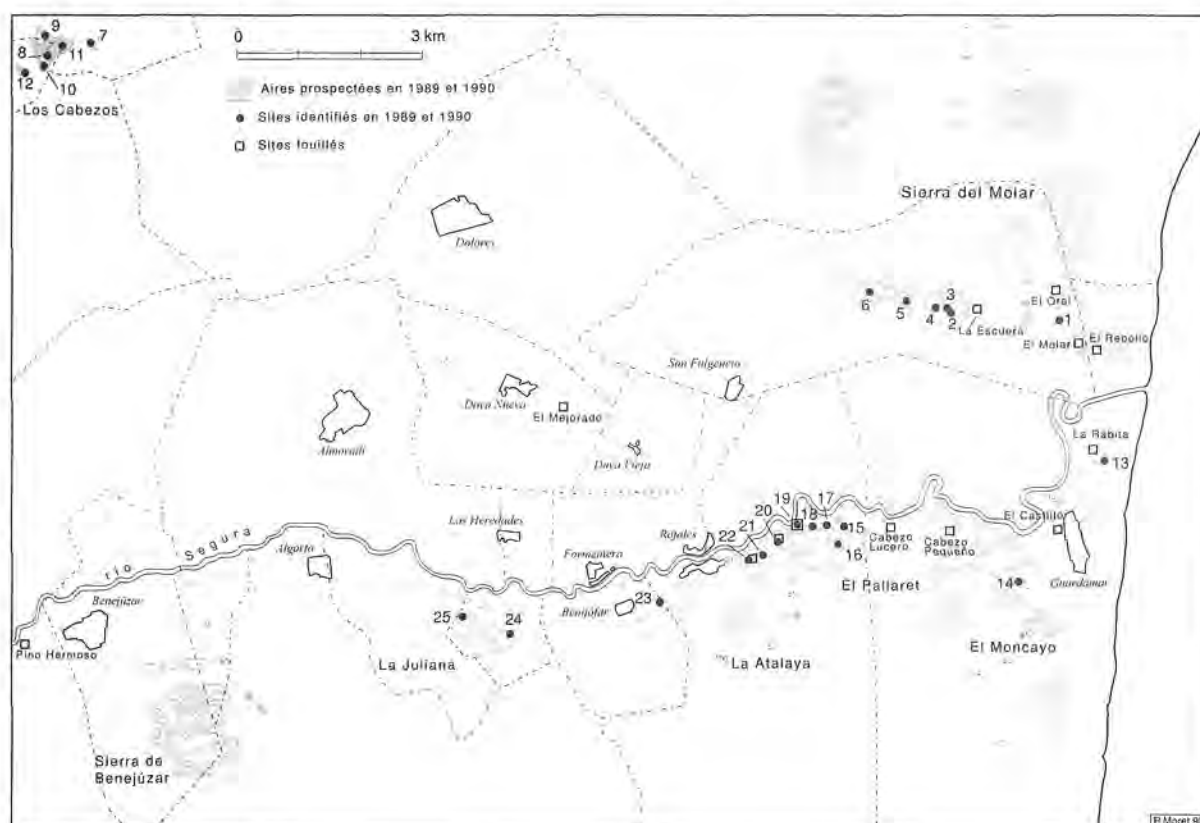 9
7
8
11
12
10
Los Cabezos
0 3 km
Aires prospectées en 1989 et 1990
Sites identifiés en 1989 et 1990
Sites fouillés
Sierra del Molar
Dolores
6
5
4
3
2
La Escuera
El Oral
1
El Molar
El Rebollo
San Fulgencio
Daya Nueva
El Mejorado
Daya Vieja
Almoradí
La Rábita
13
Las Heredades
19
17
20
18
15
21
16
22
Rojales
Cabezo Lucero
Cabezo Pequeño
El Castillo
Guardamar
río Segura
Algorfa
Formentera
El Pallaret
14
Benejúzar
25
24
23
Benijófar
Pino Hermoso
La Juliana
La Atalaya
El Moncayo
Sierra de
Benejúzar